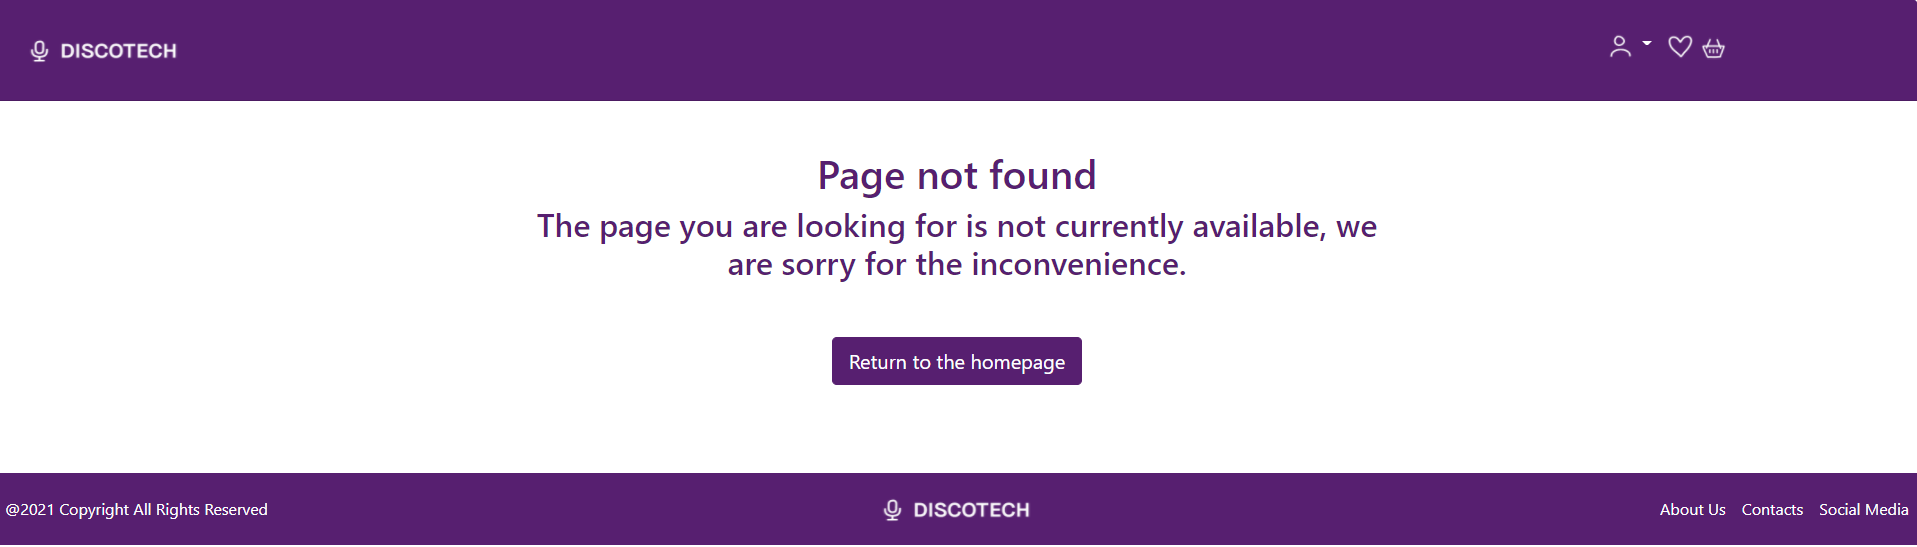 DISCOTECH
Page not found
The page you are looking for is not currently available, we
are sorry for the inconvenience.
Return to the homepage
@2021 Copyright All Rights Reserved
DISCOTECH
About Us Contacts Social Media